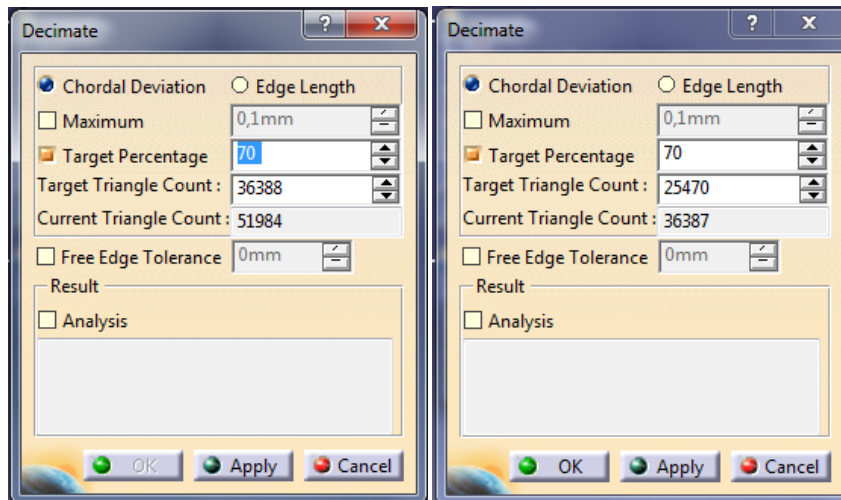 Decimate
?
X
Chordal Deviation
Edge Length
Maximum
0,1mm
Target Percentage
70
Target Triangle Count :
36388
Current Triangle Count :
51984
Free Edge Tolerance
0mm
Result
Analysis
OK
Apply
Cancel
Decimate
?
X
Chordal Deviation
Edge Length
Maximum
0,1mm
Target Percentage
70
Target Triangle Count :
25470
Current Triangle Count :
36387
Free Edge Tolerance
0mm
Result
Analysis
OK
Apply
Cancel